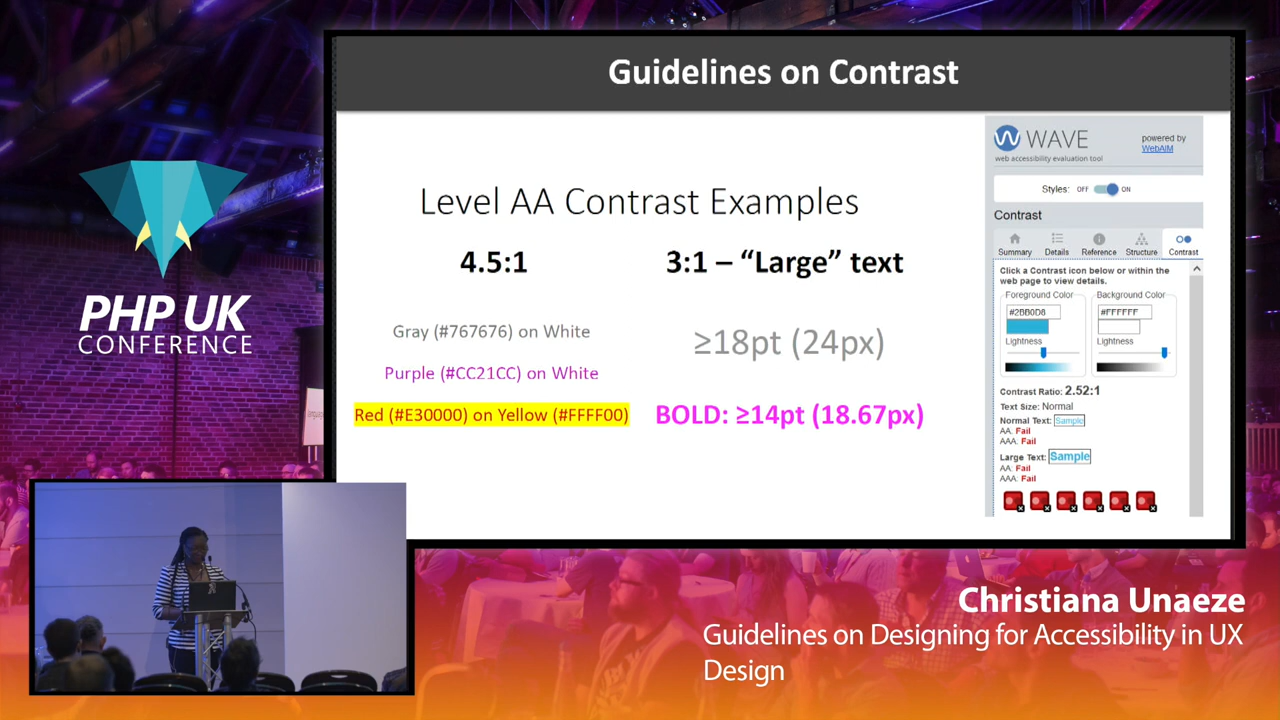 Guidelines on Contrast
PHP UK
CONFERENCE
Level AA Contrast Examples
4.5:1
3:1 – “Large” text
Gray (#767676) on White
≥18pt (24px)
Purple (#CC21CC) on White
Red (#E30000) on Yellow (#FFFF00)
BOLD: ≥14pt (18.67px)
WAVE
web accessibility evaluation tool
powered by
WebAIM
Styles: OFF ON
Contrast
Summary Details Reference Structure Contrast
Click a Contrast icon below or within the
web page to view details.
Foreground Color Background Color
#2BB0D8 #FFFFFF
Lightness Lightness
Contrast Ratio: 2.52:1
Text Size: Normal
Normal Text: Sample
AA: Fail
AAA: Fail
Large Text: Sample
AA: Fail
AAA: Fail
Christiana Unaeze
Guidelines on Designing for Accessibility in UX
Design